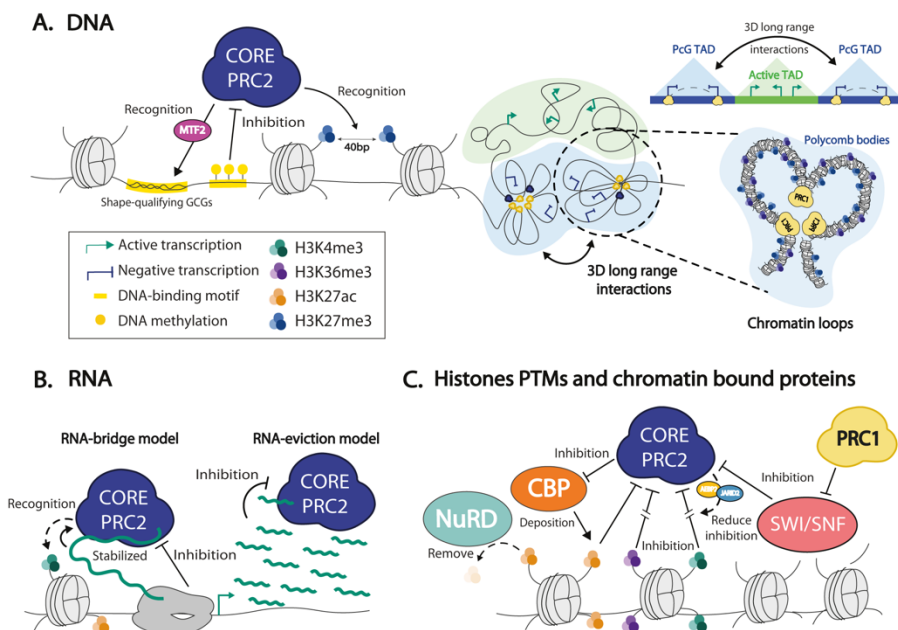 A. DNA
CORE
PRC2
Recognition
MTF2
Inhibition
Recognition
40bp
Shape-qualifying GCGs
Active transcription
Negative transcription
DNA-binding motif
DNA methylation
H3K4me3
H3K36me3
H3K27ac
H3K27me3
3D long range
interactions
3D long range
interactions
PcG TAD
Active TAD
PcG TAD
Polycomb bodies
PRC1
PRC1
PRC1
Chromatin loops
B. RNA
RNA-bridge model
Recognition
CORE
PRC2
Stabilized
Inhibition
RNA-eviction model
Inhibition
CORE
PRC2
C. Histones PTMs and chromatin bound proteins
CORE
PRC2
PRC1
Inhibition
CBP
NuRD
Deposition
Remove
Inhibition
JARID2
Reduce
inhibition
Inhibition
SWI/SNF